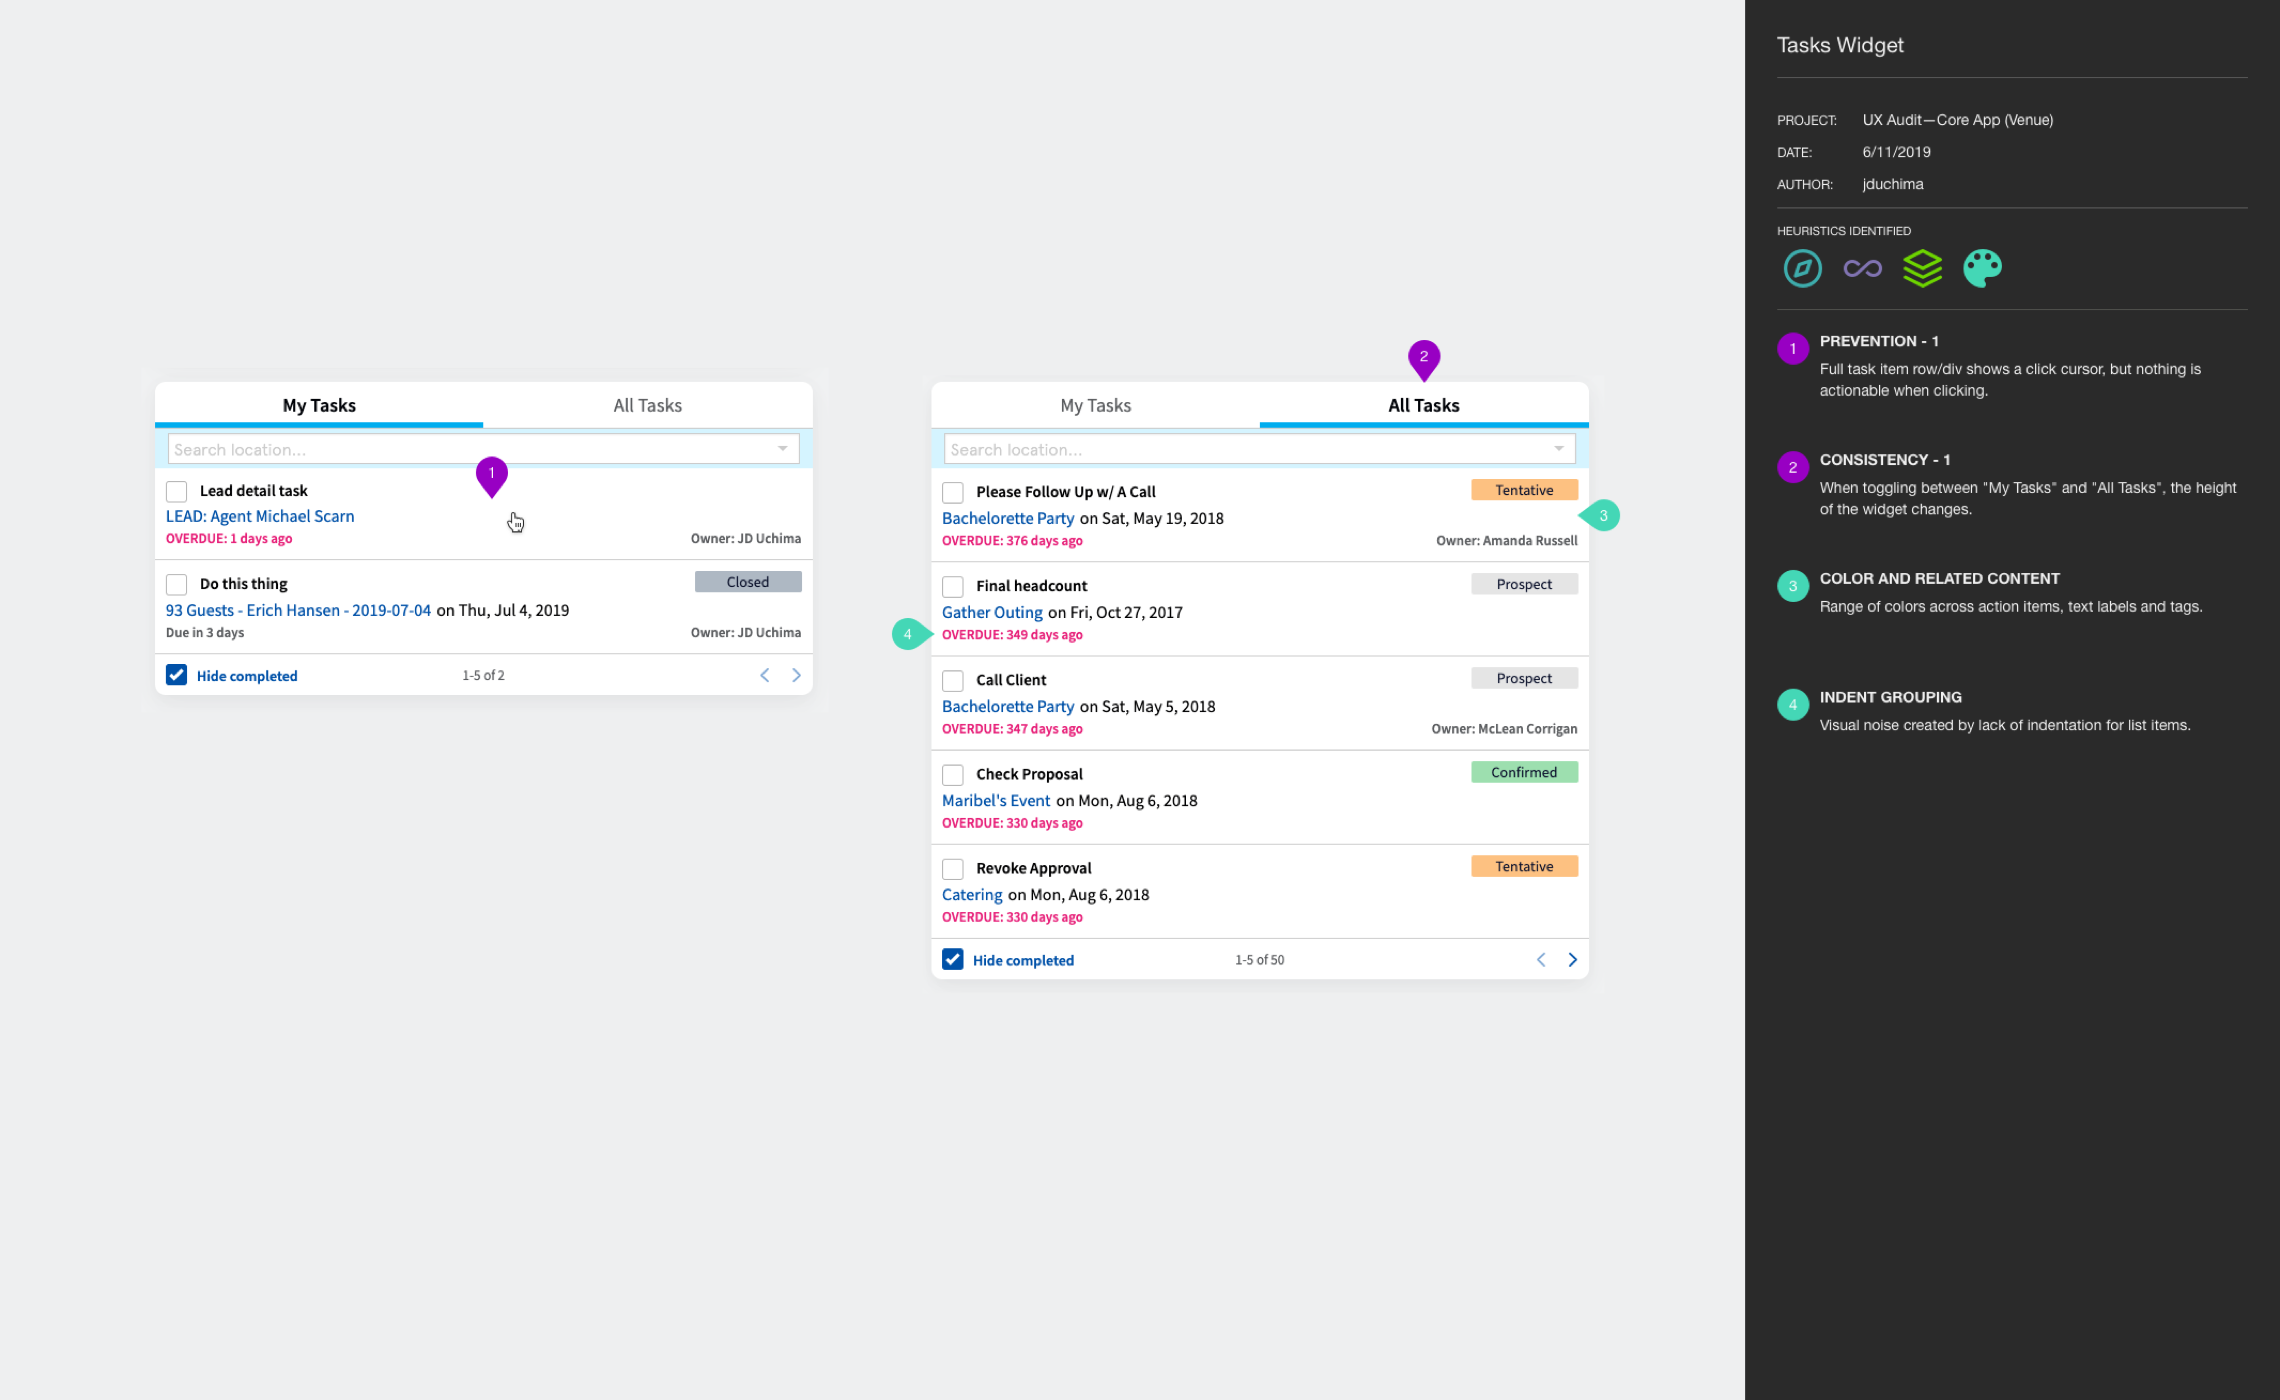 My Tasks
All Tasks
Search location...
1
Lead detail task
LEAD: Agent Michael Scarn
OVERDUE: 1 days ago
Owner: JD Uchima
Do this thing
Closed
93 Guests - Erich Hansen - 2019-07-04 on Thu, Jul 4, 2019
Due in 3 days
Owner: JD Uchima
Hide completed
1-5 of 2
2
My Tasks
All Tasks
Search location...
Please Follow Up w/ A Call
Tentative
Bachelorette Party on Sat, May 19, 2018
3
OVERDUE: 376 days ago
Owner: Amanda Russell
Final headcount
Prospect
Gather Outing on Fri, Oct 27, 2017
4
OVERDUE: 349 days ago
Call Client
Prospect
Bachelorette Party on Sat, May 5, 2018
OVERDUE: 347 days ago
Owner: McLean Corrigan
Check Proposal
Confirmed
Maribel's Event on Mon, Aug 6, 2018
OVERDUE: 330 days ago
Revoke Approval
Tentative
Catering on Mon, Aug 6, 2018
OVERDUE: 330 days ago
Hide completed
1-5 of 50
Tasks Widget
PROJECT: UX Audit—Core App (Venue)
DATE: 6/11/2019
AUTHOR: jduchima
HEURISTICS IDENTIFIED
1 PREVENTION - 1
Full task item row/div shows a click cursor, but nothing is
actionable when clicking.
2 CONSISTENCY - 1
When toggling between "My Tasks" and "All Tasks", the height
of the widget changes.
3 COLOR AND RELATED CONTENT
Range of colors across action items, text labels and tags.
4 INDENT GROUPING
Visual noise created by lack of indentation for list items.